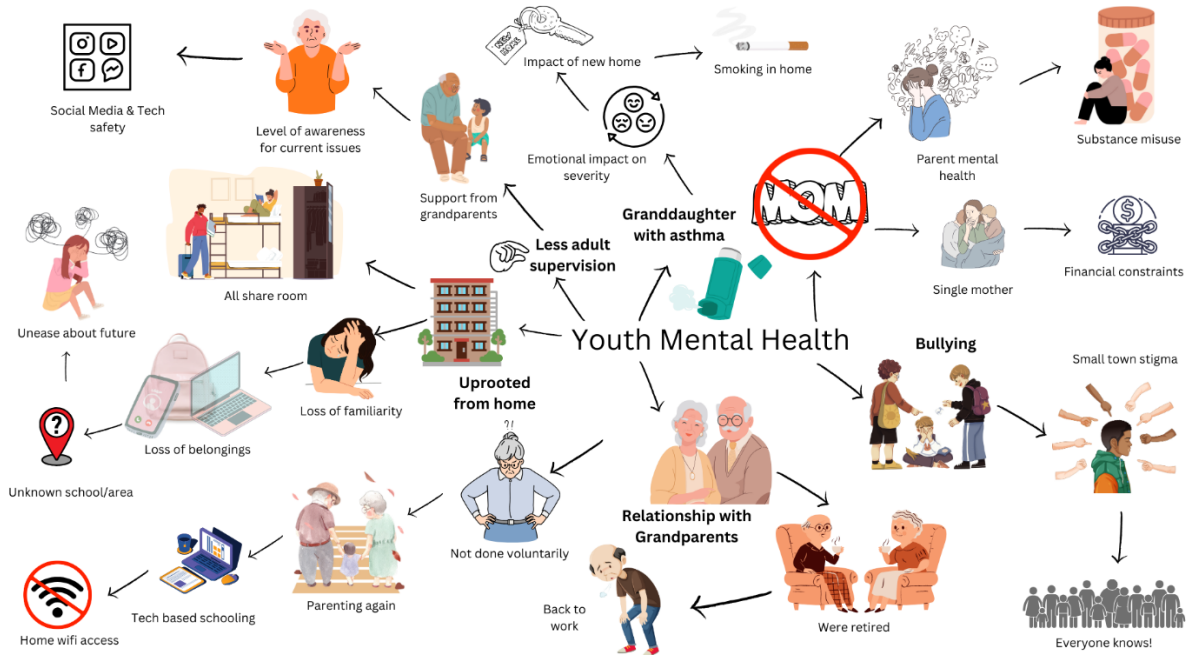 Impact of new home
NEW
HOME
Smoking in home
Social Media & Tech
safety
Level of awareness
for current issues
Support from
grandparents
Emotional impact on
severity
MOM
Parent mental
health
Substance misuse
Granddaughter
with asthma
Less adult
supervision
All share room
Single mother
Financial constraints
Unease about future
Youth Mental Health
Bullying
Small town stigma
Uprooted
from home
Loss of familiarity
Loss of belongings
?
Unknown school/area
?!
Not done voluntarily
Relationship with
Grandparents
Parenting again
Tech based schooling
Home wifi access
Back to
work
Were retired
Everyone knows!